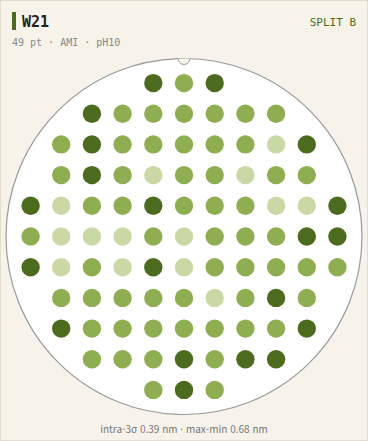 W21
SPLIT B
49 pt · AMI · pH10
intra-3σ 0.39 nm · max-min 0.68 nm